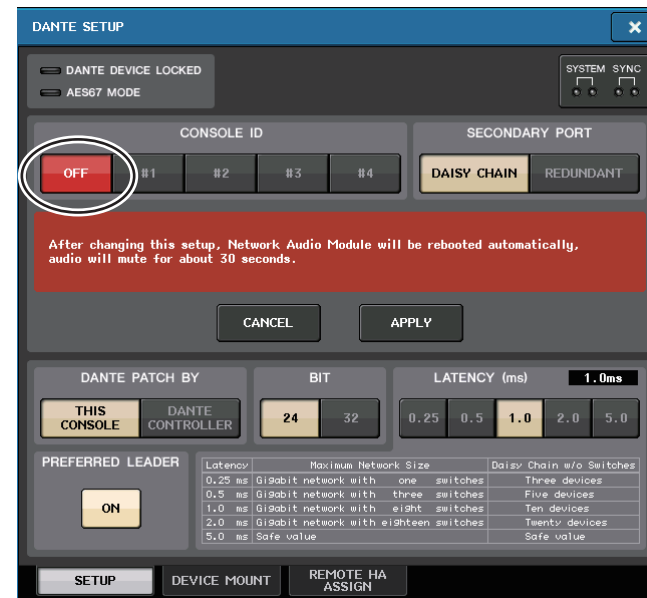 DANTE SETUP
DANTE DEVICE LOCKED
AES67 MODE
SYSTEM SYNC
CONSOLE ID
OFF #1 #2 #3 #4
SECONDARY PORT
DAISY CHAIN REDUNDANT
After changing this setup, Network Audio Module will be rebooted automatically,
audio will mute for about 30 seconds.
CANCEL APPLY
DANTE PATCH BY
THIS CONSOLE DANTE CONTROLLER
BIT
24 32
LATENCY (ms) 1.0ms
0.25 0.5 1.0 2.0 5.0
PREFERRED LEADER
ON
Latency Maximum Network Size Daisy Chain w/o Switches
0.25 ms Gigabit network with one switches Three devices
0.5 ms Gigabit network with three switches Five devices
1.0 ms Gigabit network with eight switches Ten devices
2.0 ms Gigabit network with eighteen switches Twenty devices
5.0 ms Safe value Safe value
SETUP DEVICE MOUNT REMOTE HA ASSIGN